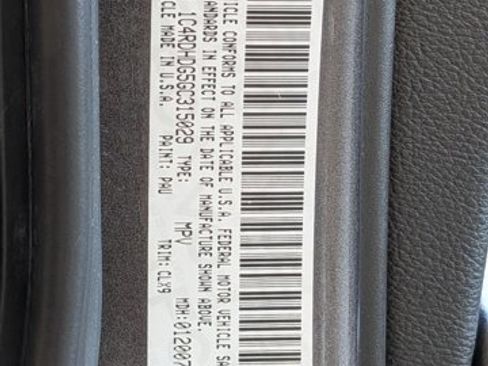 HICLE CONFORMS TO ALL APPLICABLE U.S.A. FEDERAL MOTOR VEHICLE SA
ANDARDS IN EFFECT ON THE DATE OF MANUFACTURE SHOWN ABOVE.
1C4RDHDG5GC315029 TYPE: MPV MDH:012007
CLE MADE IN U.S.A. PAINT: PAU TRIM: CLX9